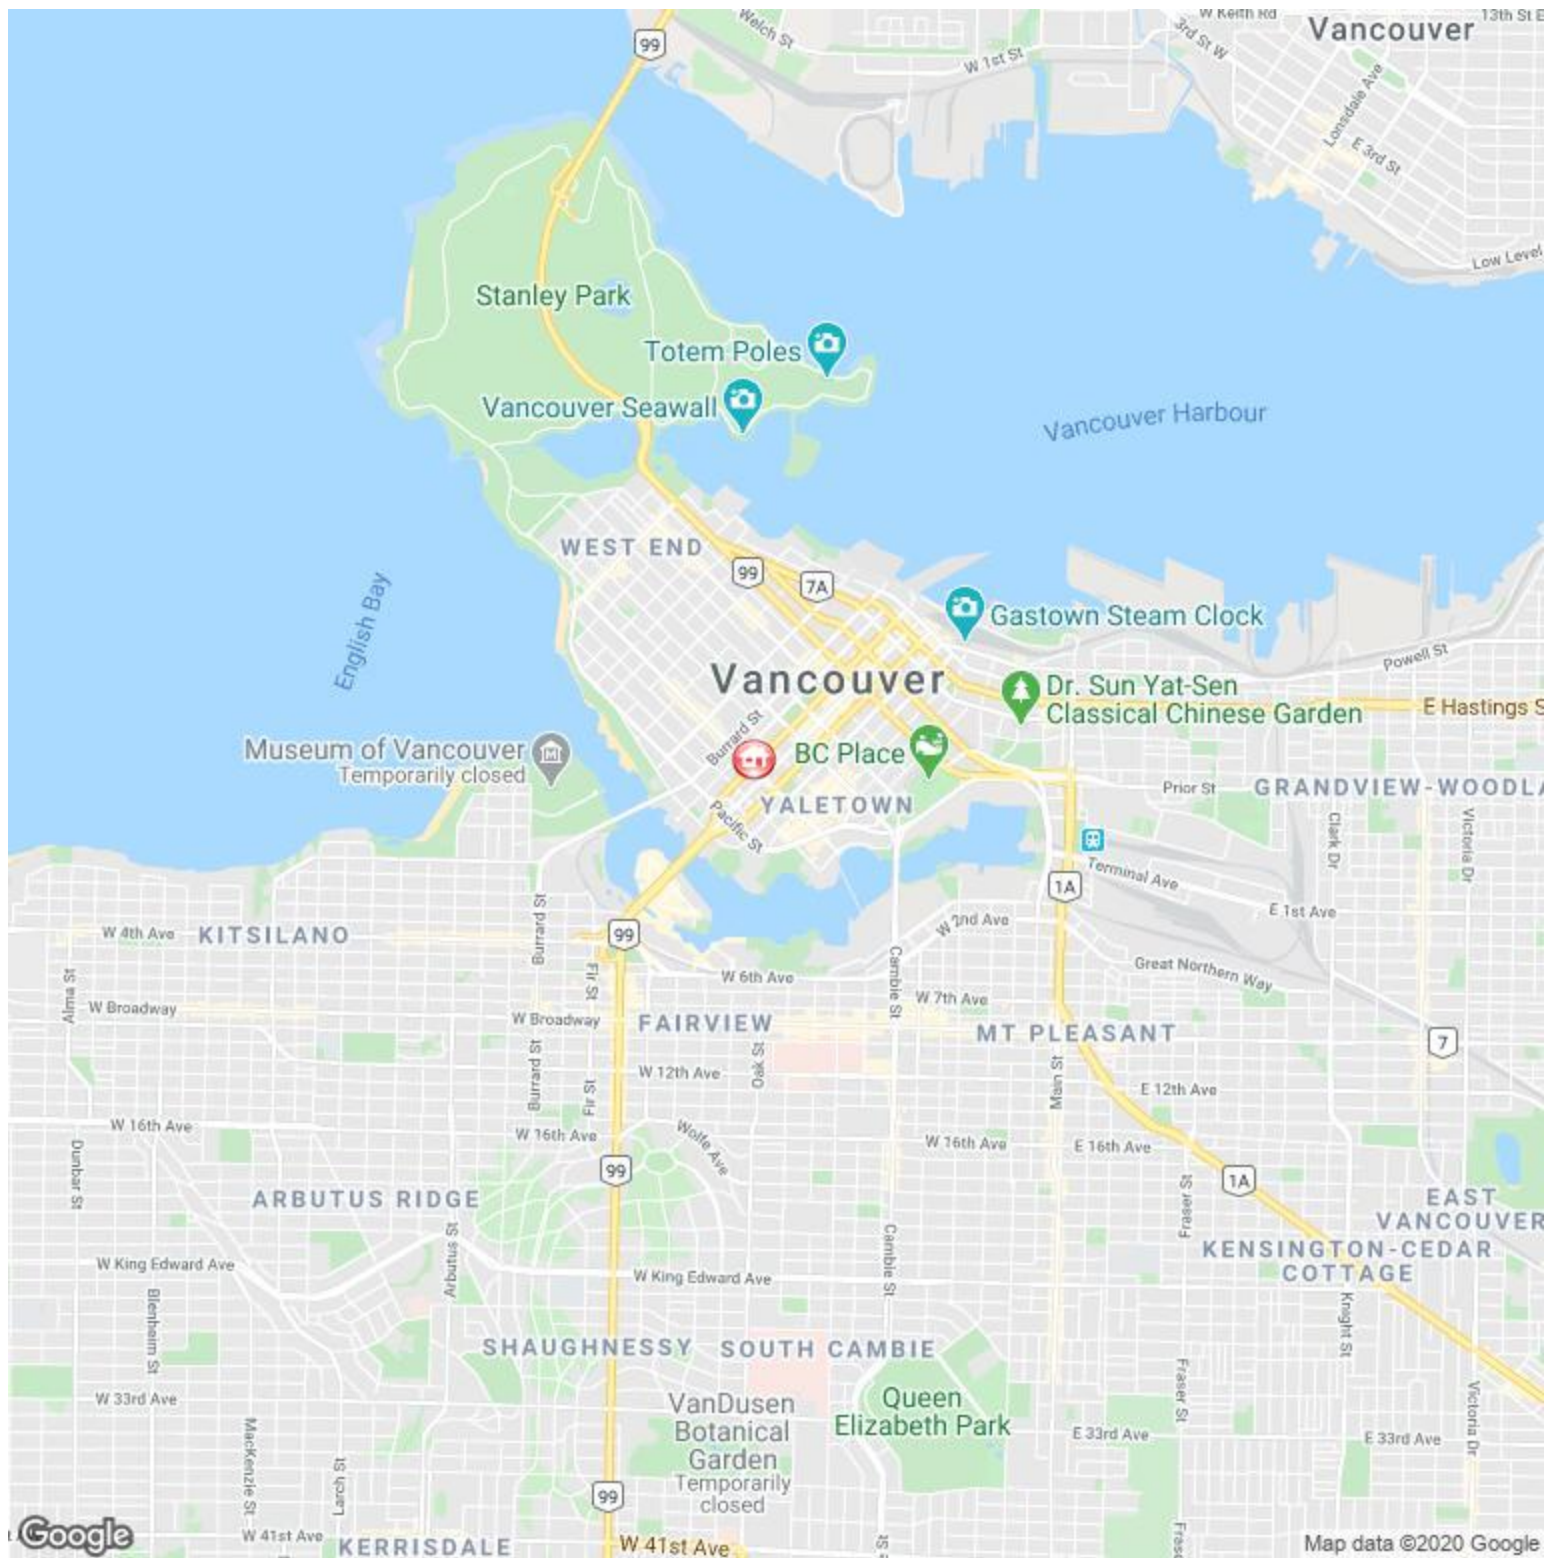 W Keith Rd
13th St E
Vancouver
Welch St
3rd St W
99
W 1st St
Lonsdale Ave
E 3rd St
Low Level
Stanley Park
Totem Poles
Vancouver Seawall
Vancouver Harbour
WEST END
99
7A
English Bay
Gastown Steam Clock
Powell St
Vancouver
Dr. Sun Yat-Sen
Classical Chinese Garden
E Hastings S
Burrard St
Museum of Vancouver
Temporarily closed
BC Place
Prior St
GRANDVIEW-WOODLA
YALETOWN
Pacific St
Clark Dr
Victoria Dr
Terminal Ave
1A
E 1st Ave
W 2nd Ave
Burrard St
W 4th Ave
KITSILANO
99
Great Northern Way
Fir St
W 6th Ave
Cambie St
Alma St
W Broadway
W 7th Ave
W Broadway
FAIRVIEW
MT PLEASANT
7
Burrard St
Oak St
W 12th Ave
Main St
E 12th Ave
Fir St
W 16th Ave
W 16th Ave
Wolfe Ave
W 16th Ave
E 16th Ave
Dunbar St
99
1A
ARBUTUS RIDGE
Fraser St
EAST
VANCOUVER
Arbutus St
Cambie St
KENSINGTON-CEDAR
COTTAGE
W King Edward Ave
W King Edward Ave
Blenheim St
Knight St
SHAUGHNESSY
SOUTH CAMBIE
W 33rd Ave
VanDusen
Botanical
Garden
Temporarily
closed
Queen
Elizabeth Park
Fraser St
Victoria Dr
MacKenzie St
E 33rd Ave
E 33rd Ave
Larch St
99
Google
W 41st Ave
KERRISDALE
W 41st Ave
Map data ©2020 Google